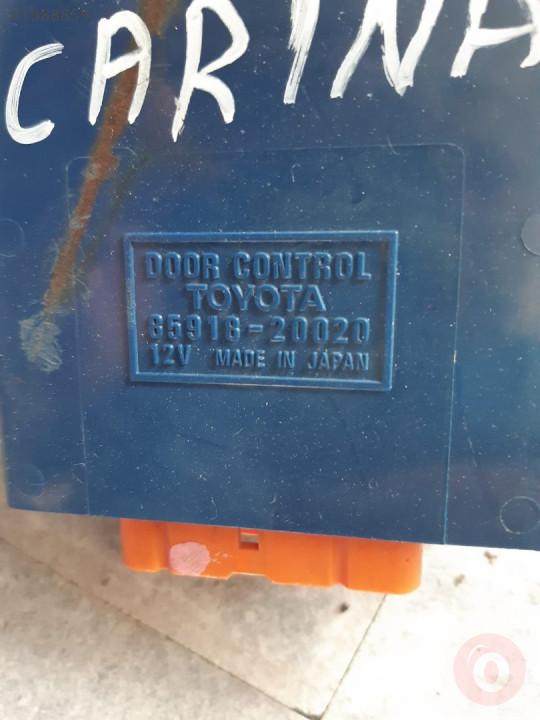 CARINA
DOOR CONTROL
TOYOTA
85918-20020
12V MADE IN JAPAN